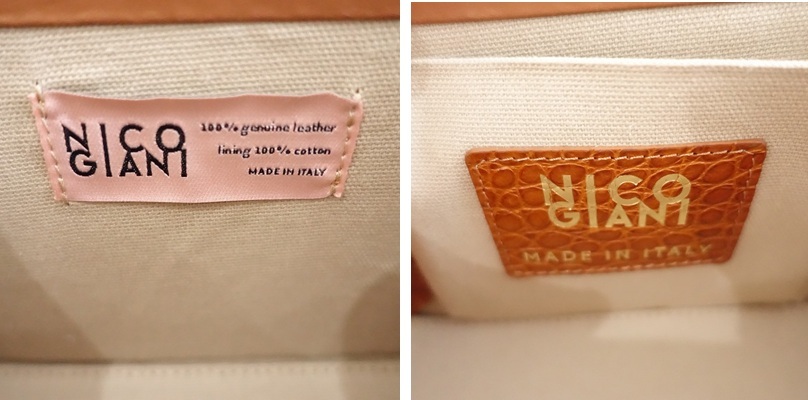 NICO
GIANI
100% genuine leather
lining 100% cotton
MADE IN ITALY
NICO
GIANI
MADE IN ITALY